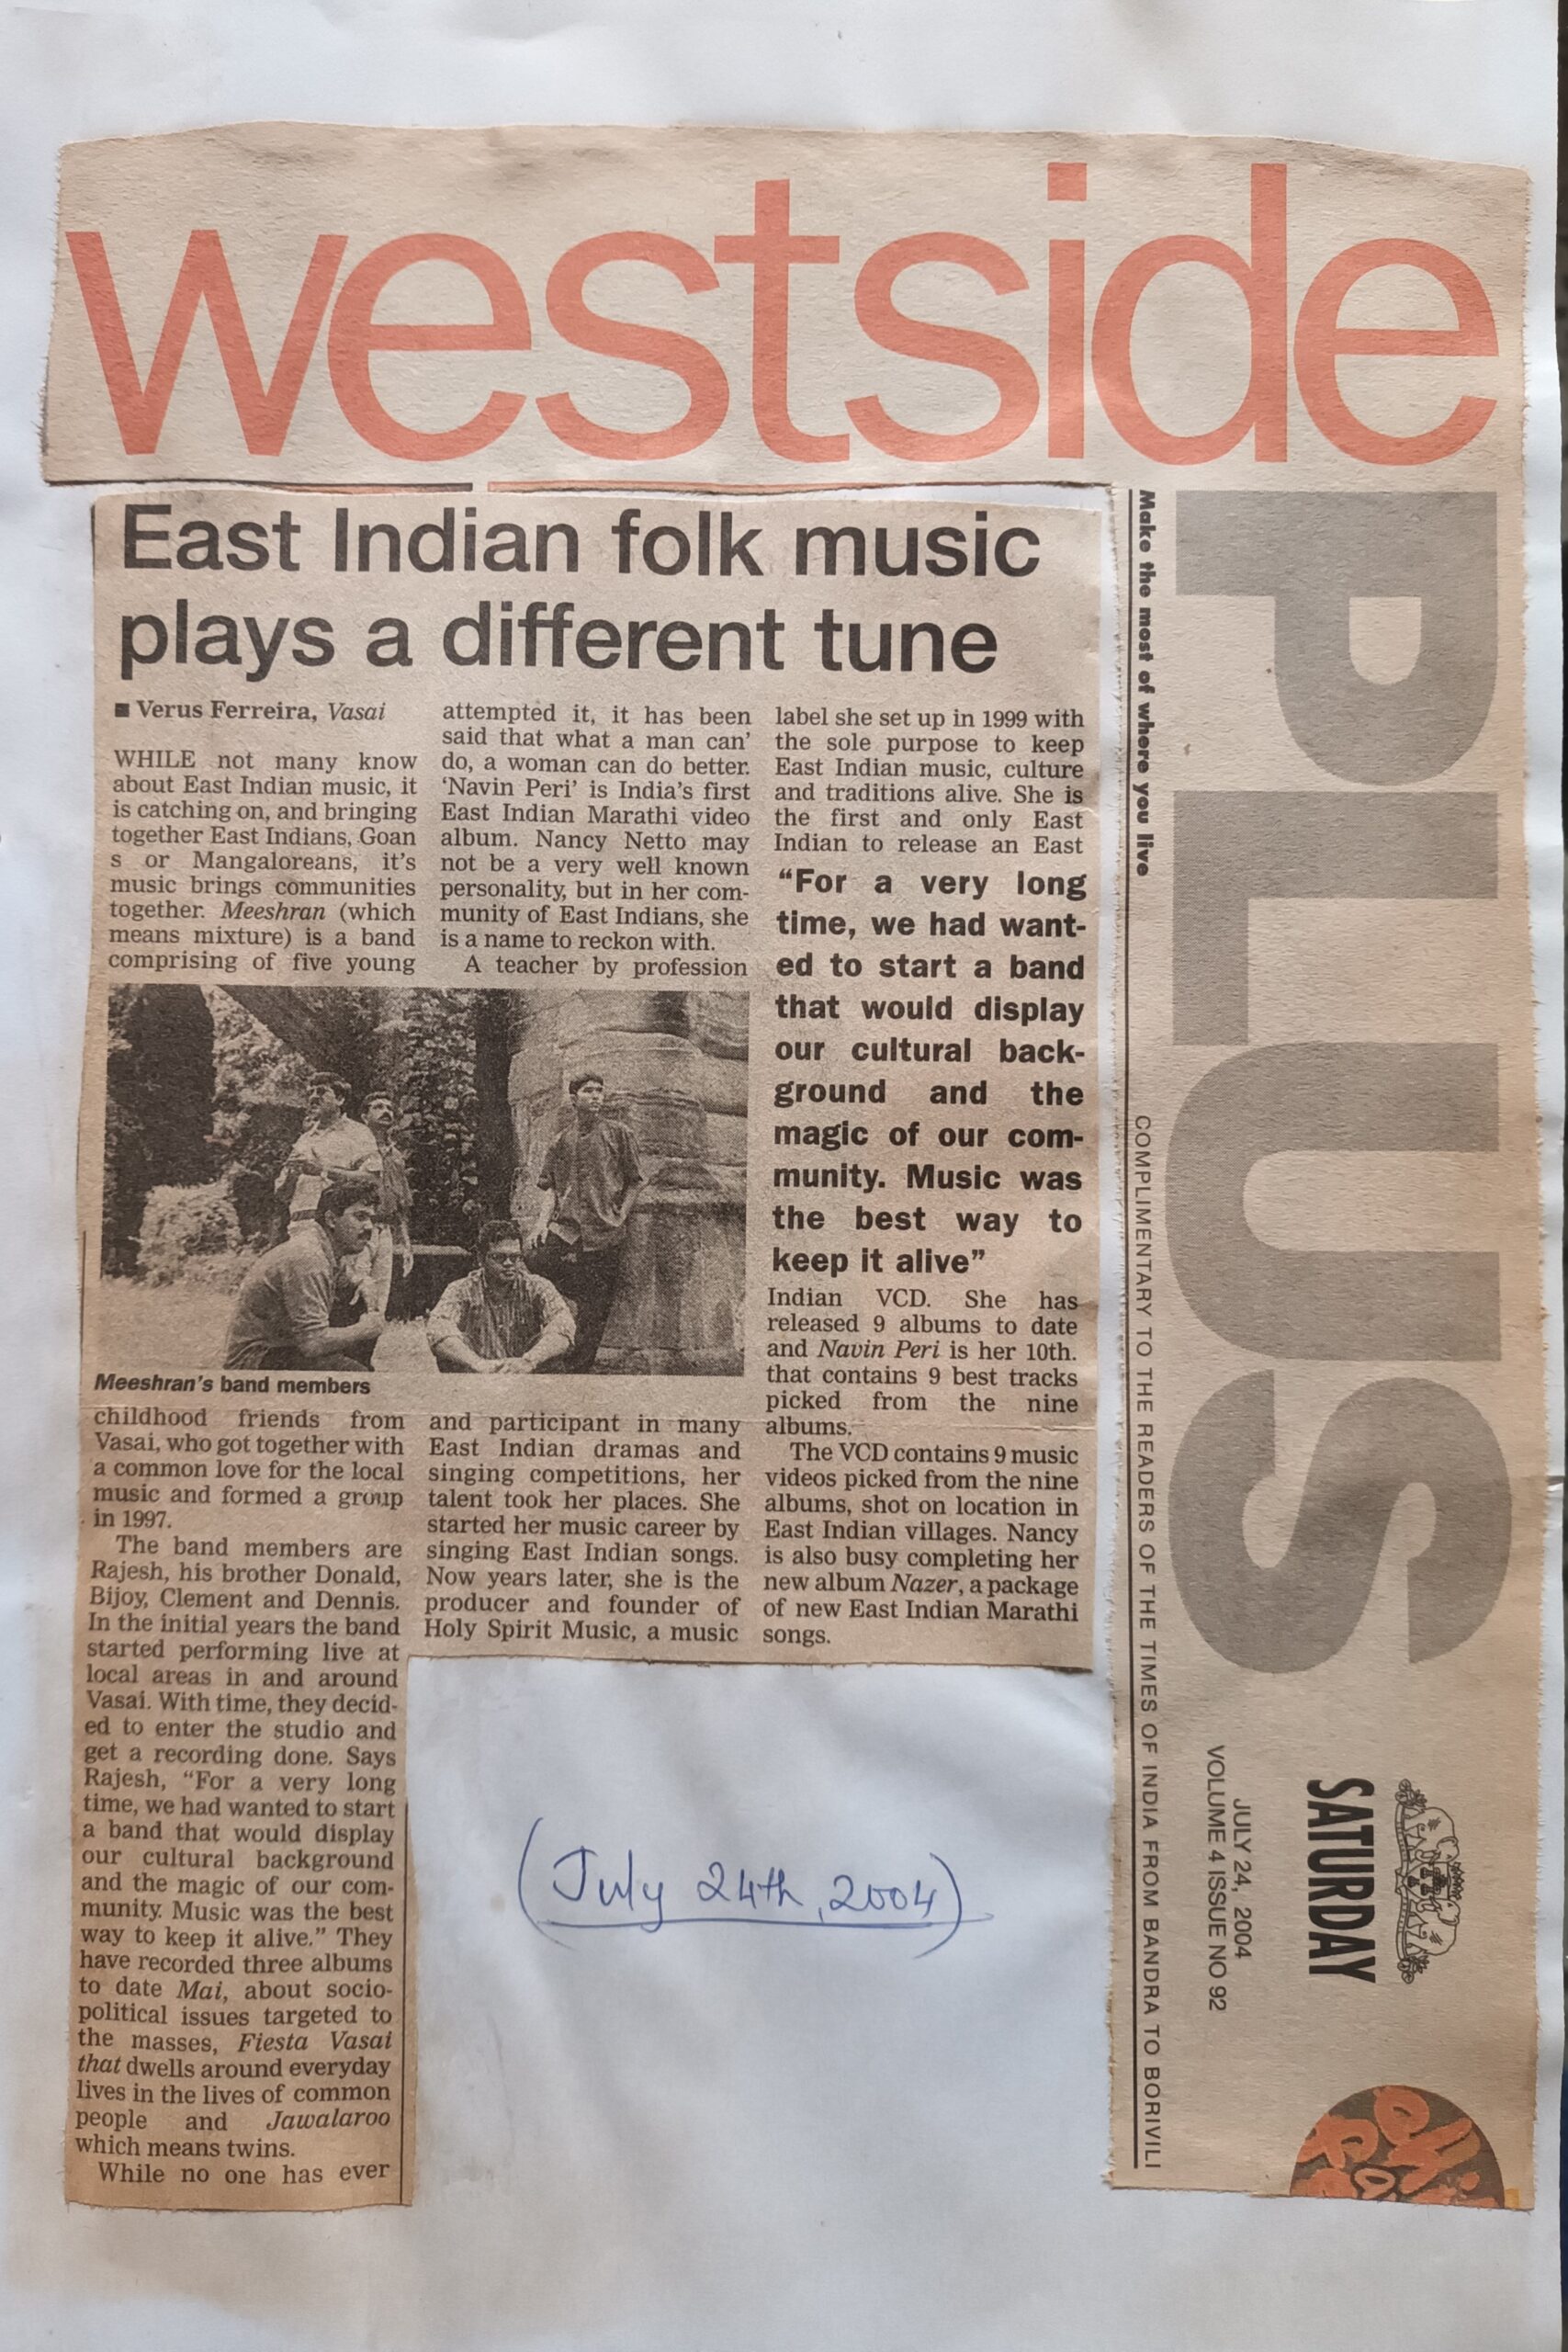 westside
PLUS
Make the most of where you live
COMPLIMENTARY TO THE READERS OF THE TIMES OF INDIA FROM BANDRA TO BORIVILI
SATURDAY
JULY 24, 2004
VOLUME 4 ISSUE NO 92
East Indian folk music
plays a different tune
■ Verus Ferreira, Vasai
WHILE not many know
about East Indian music, it
is catching on, and bringing
together East Indians, Goan
s or Mangaloreans, it's
music brings communities
together. Meeshran (which
means mixture) is a band
comprising of five young
Meeshran's band members
childhood friends from
Vasai, who got together with
a common love for the local
music and formed a group
in 1997.
The band members are
Rajesh, his brother Donald,
Bijoy, Clement and Dennis.
In the initial years the band
started performing live at
local areas in and around
Vasai. With time, they decid-
ed to enter the studio and
get a recording done. Says
Rajesh, “For a very long
time, we had wanted to start
a band that would display
our cultural background
and the magic of our com-
munity. Music was the best
way to keep it alive.” They
have recorded three albums
to date Mai, about socio-
political issues targeted to
the masses, Fiesta Vasai
that dwells around everyday
lives in the lives of common
people and Jawalaroo
which means twins.
While no one has ever
attempted it, it has been
said that what a man can'
do, a woman can do better.
‘Navin Peri’ is India's first
East Indian Marathi video
album. Nancy Netto may
not be a very well known
personality, but in her com-
munity of East Indians, she
is a name to reckon with.
A teacher by profession
and participant in many
East Indian dramas and
singing competitions, her
talent took her places. She
started her music career by
singing East Indian songs.
Now years later, she is the
producer and founder of
Holy Spirit Music, a music
label she set up in 1999 with
the sole purpose to keep
East Indian music, culture
and traditions alive. She is
the first and only East
Indian to release an East
“For a very long
time, we had want-
ed to start a band
that would display
our cultural back-
ground and the
magic of our com-
munity. Music was
the best way to
keep it alive”
Indian VCD. She has
released 9 albums to date
and Navin Peri is her 10th.
that contains 9 best tracks
picked from the nine
albums.
The VCD contains 9 music
videos picked from the nine
albums, shot on location in
East Indian villages. Nancy
is also busy completing her
new album Nazer, a package
of new East Indian Marathi
songs.
(July 24th, 2004)